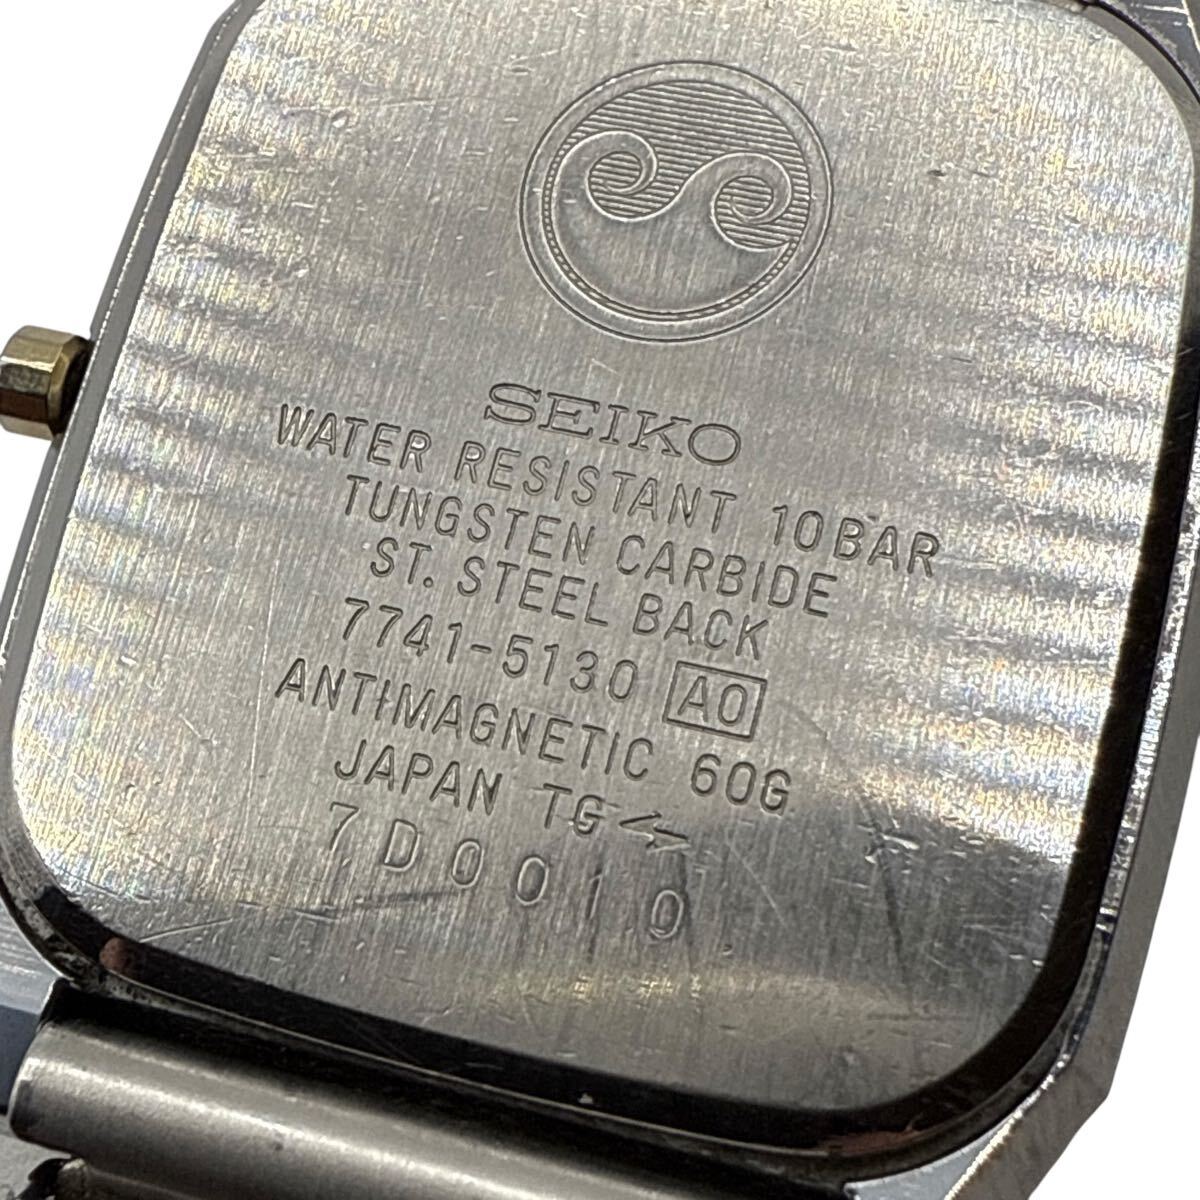 SEIKO
WATER RESISTANT 10BAR
TUNGSTEN CARBIDE
ST. STEEL BACK
7741-5130 A0
ANTIMAGNETIC 60G
JAPAN TG
7D0010